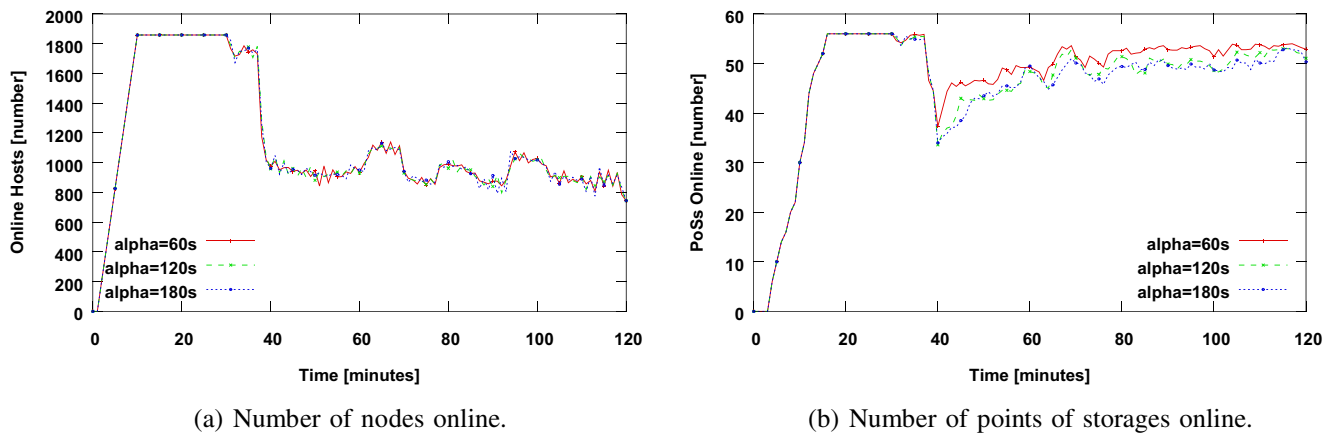 2000
1800
1600
1400
1200
1000
800
600
400
200
0
Online Hosts [number]
alpha=60s
alpha=120s
alpha=180s
0 20 40 60 80 100 120
Time [minutes]
(a) Number of nodes online.
60
50
40
30
20
10
0
PoSs Online [number]
alpha=60s
alpha=120s
alpha=180s
0 20 40 60 80 100 120
Time [minutes]
(b) Number of points of storages online.